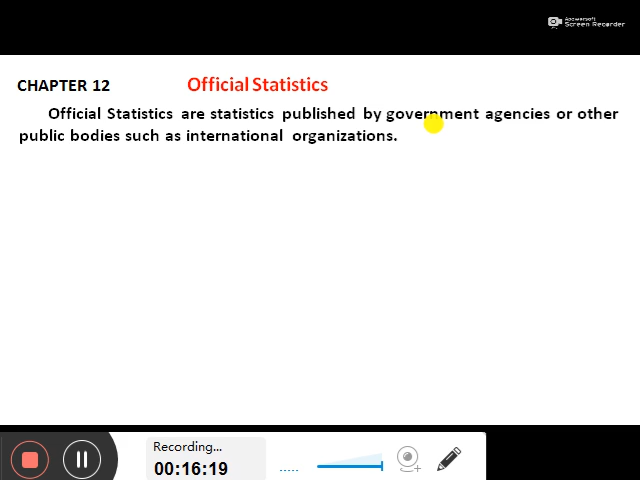 Apowersoft
Screen Recorder
CHAPTER 12 Official Statistics
Official Statistics are statistics published by government agencies or other
public bodies such as international organizations.
Recording...
00:16:19